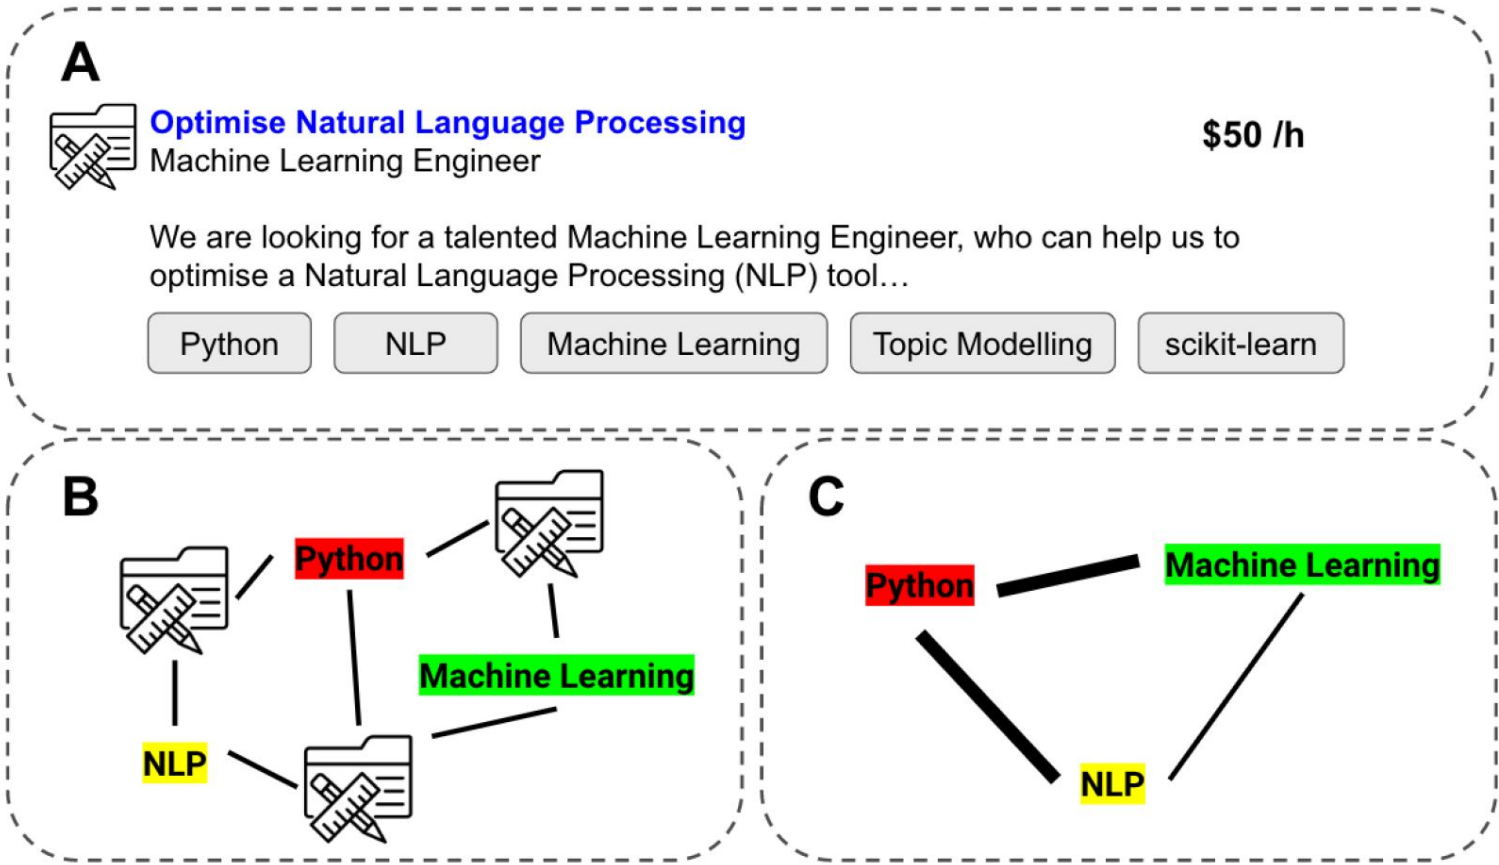 A
Optimise Natural Language Processing
Machine Learning Engineer
$50 /h
We are looking for a talented Machine Learning Engineer, who can help us to
optimise a Natural Language Processing (NLP) tool…
Python
NLP
Machine Learning
Topic Modelling
scikit-learn
B
Python
Machine Learning
NLP
C
Python
Machine Learning
NLP